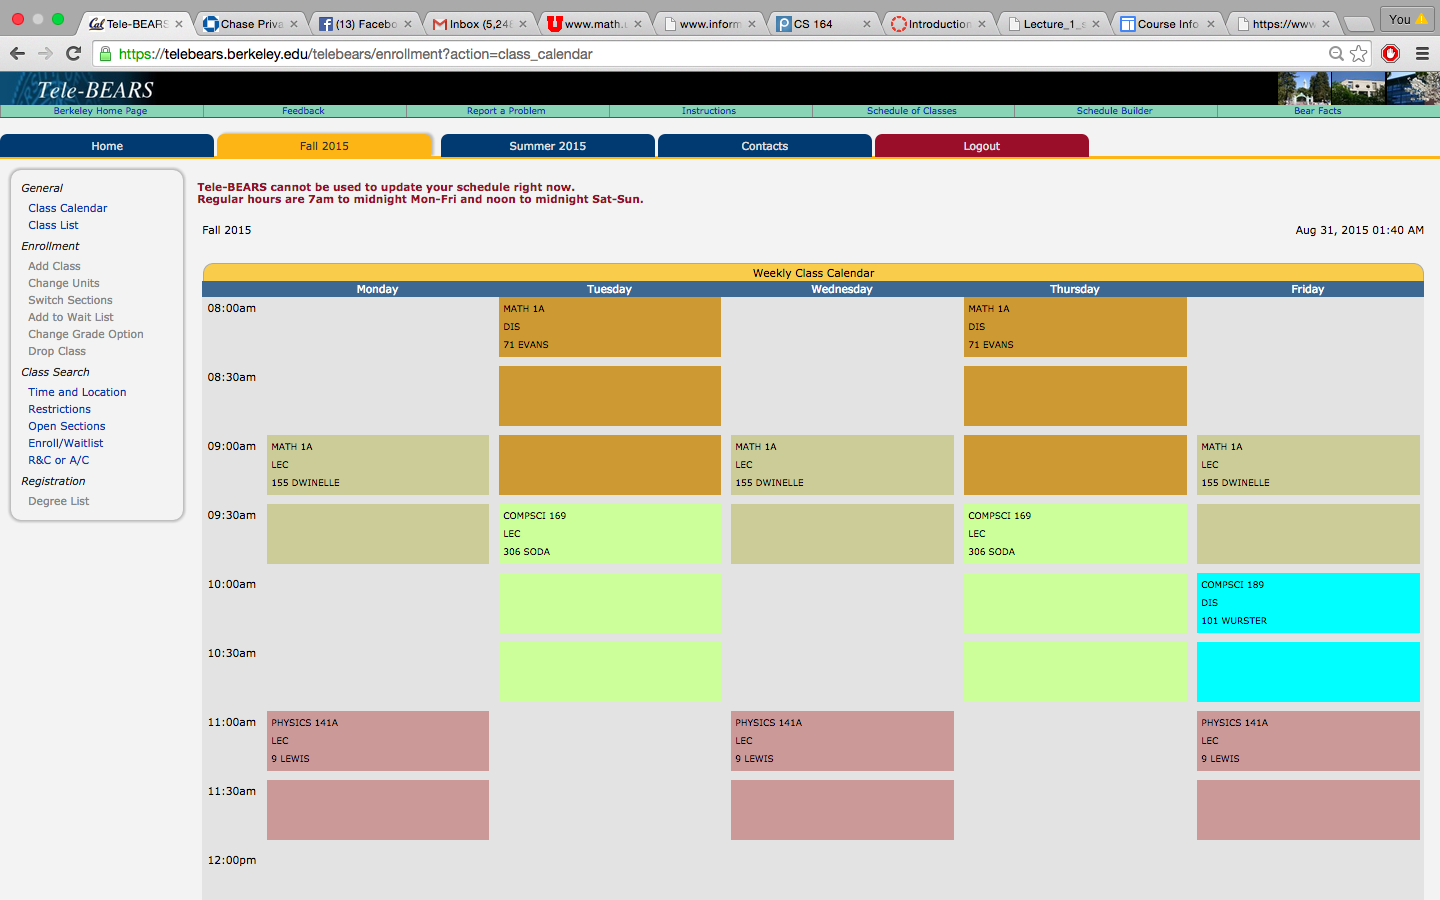 Tele-BEARS
Chase Priva
(13) Facebo
Inbox (5,248
www.math.u
www.inform
CS 164
Introduction
Lecture_1_s
Course Info
https://www
You
https://telebears.berkeley.edu/telebears/enrollment?action=class_calendar
Tele-BEARS
Berkeley Home Page
Feedback
Report a Problem
Instructions
Schedule of Classes
Schedule Builder
Bear Facts
Home
Fall 2015
Summer 2015
Contacts
Logout
General
Class Calendar
Class List
Enrollment
Add Class
Change Units
Switch Sections
Add to Wait List
Change Grade Option
Drop Class
Class Search
Time and Location
Restrictions
Open Sections
Enroll/Waitlist
R&C or A/C
Registration
Degree List
Tele-BEARS cannot be used to update your schedule right now.
Regular hours are 7am to midnight Mon-Fri and noon to midnight Sat-Sun.
Fall 2015
Aug 31, 2015 01:40 AM
Weekly Class Calendar
Monday Tuesday Wednesday Thursday Friday
08:00am
MATH 1A
DIS
71 EVANS
MATH 1A
DIS
71 EVANS
08:30am
09:00am
MATH 1A
LEC
155 DWINELLE
MATH 1A
LEC
155 DWINELLE
MATH 1A
LEC
155 DWINELLE
09:30am
COMPSCI 169
LEC
306 SODA
COMPSCI 169
LEC
306 SODA
10:00am
COMPSCI 189
DIS
101 WURSTER
10:30am
11:00am
PHYSICS 141A
LEC
9 LEWIS
PHYSICS 141A
LEC
9 LEWIS
PHYSICS 141A
LEC
9 LEWIS
11:30am
12:00pm